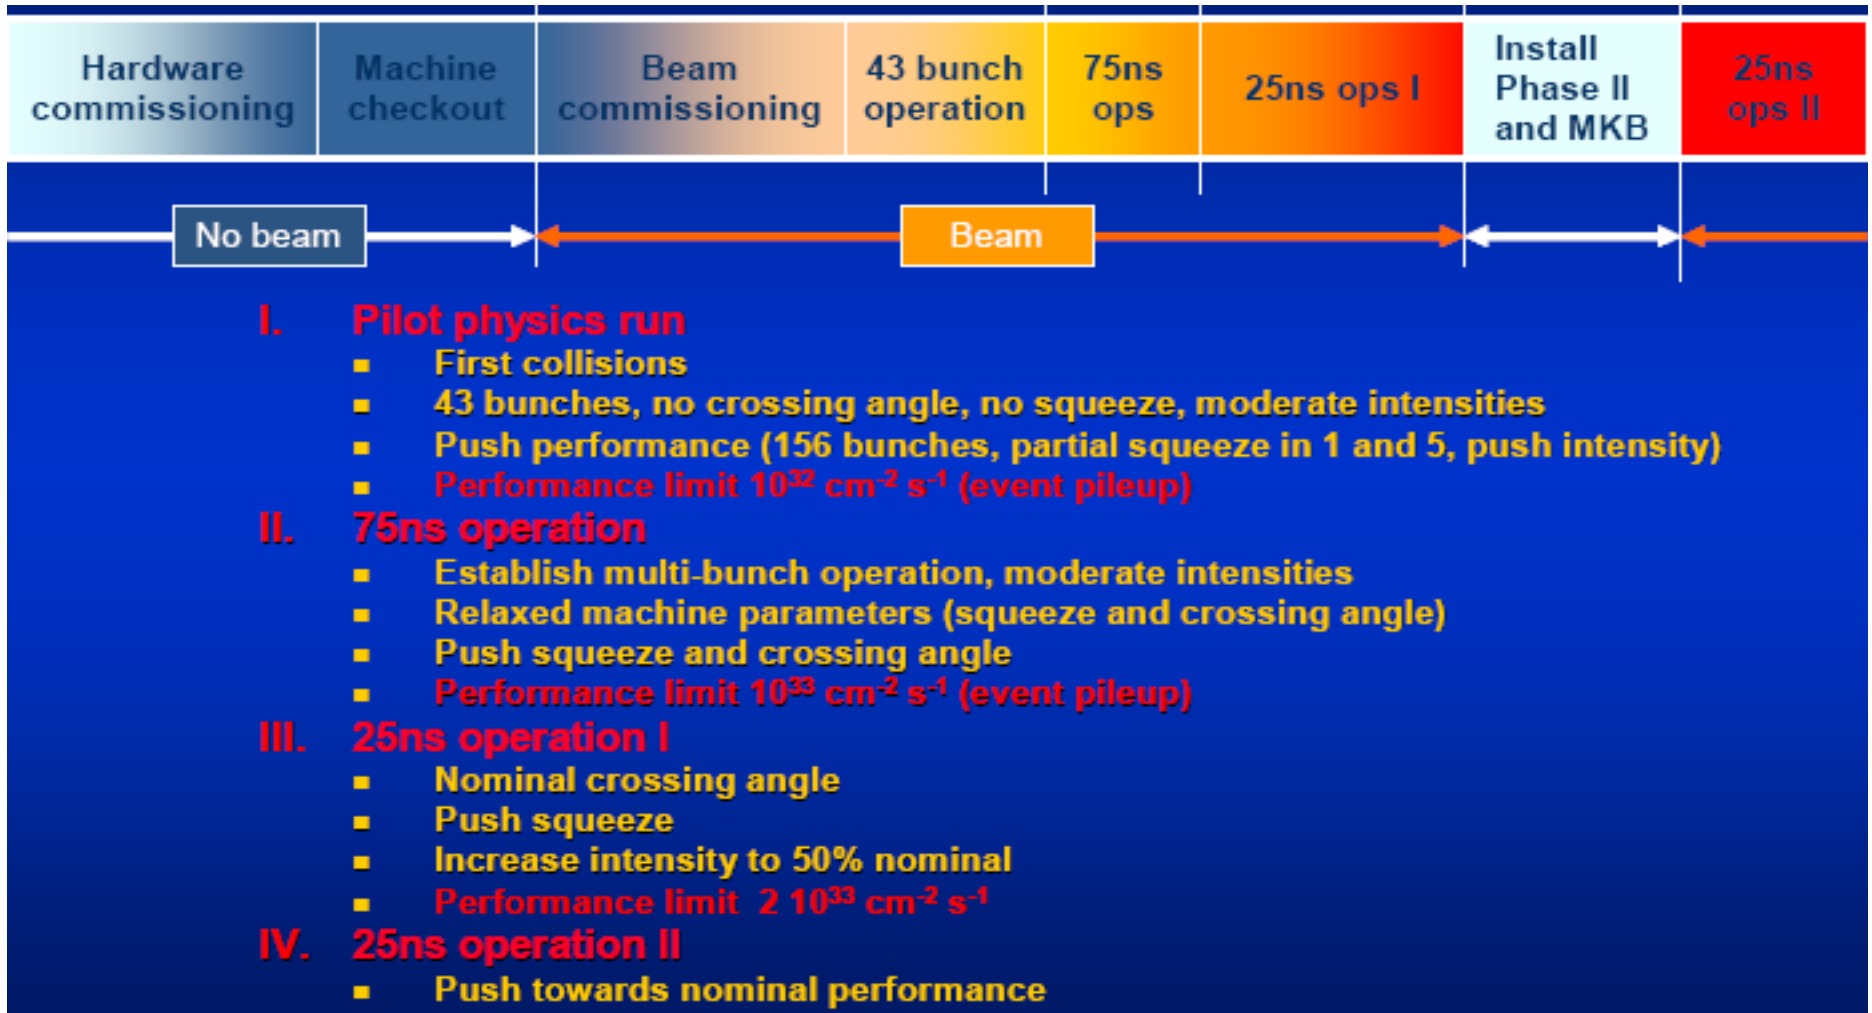 Hardware commissioning
Machine checkout
Beam commissioning
43 bunch operation
75ns ops
25ns ops I
Install Phase II and MKB
25ns ops II
No beam
Beam
I. Pilot physics run
▪ First collisions
▪ 43 bunches, no crossing angle, no squeeze, moderate intensities
▪ Push performance (156 bunches, partial squeeze in 1 and 5, push intensity)
▪ Performance limit 10³² cm⁻² s⁻¹ (event pileup)
II. 75ns operation
▪ Establish multi-bunch operation, moderate intensities
▪ Relaxed machine parameters (squeeze and crossing angle)
▪ Push squeeze and crossing angle
▪ Performance limit 10³³ cm⁻² s⁻¹ (event pileup)
III. 25ns operation I
▪ Nominal crossing angle
▪ Push squeeze
▪ Increase intensity to 50% nominal
▪ Performance limit 2 10³³ cm⁻² s⁻¹
IV. 25ns operation II
▪ Push towards nominal performance